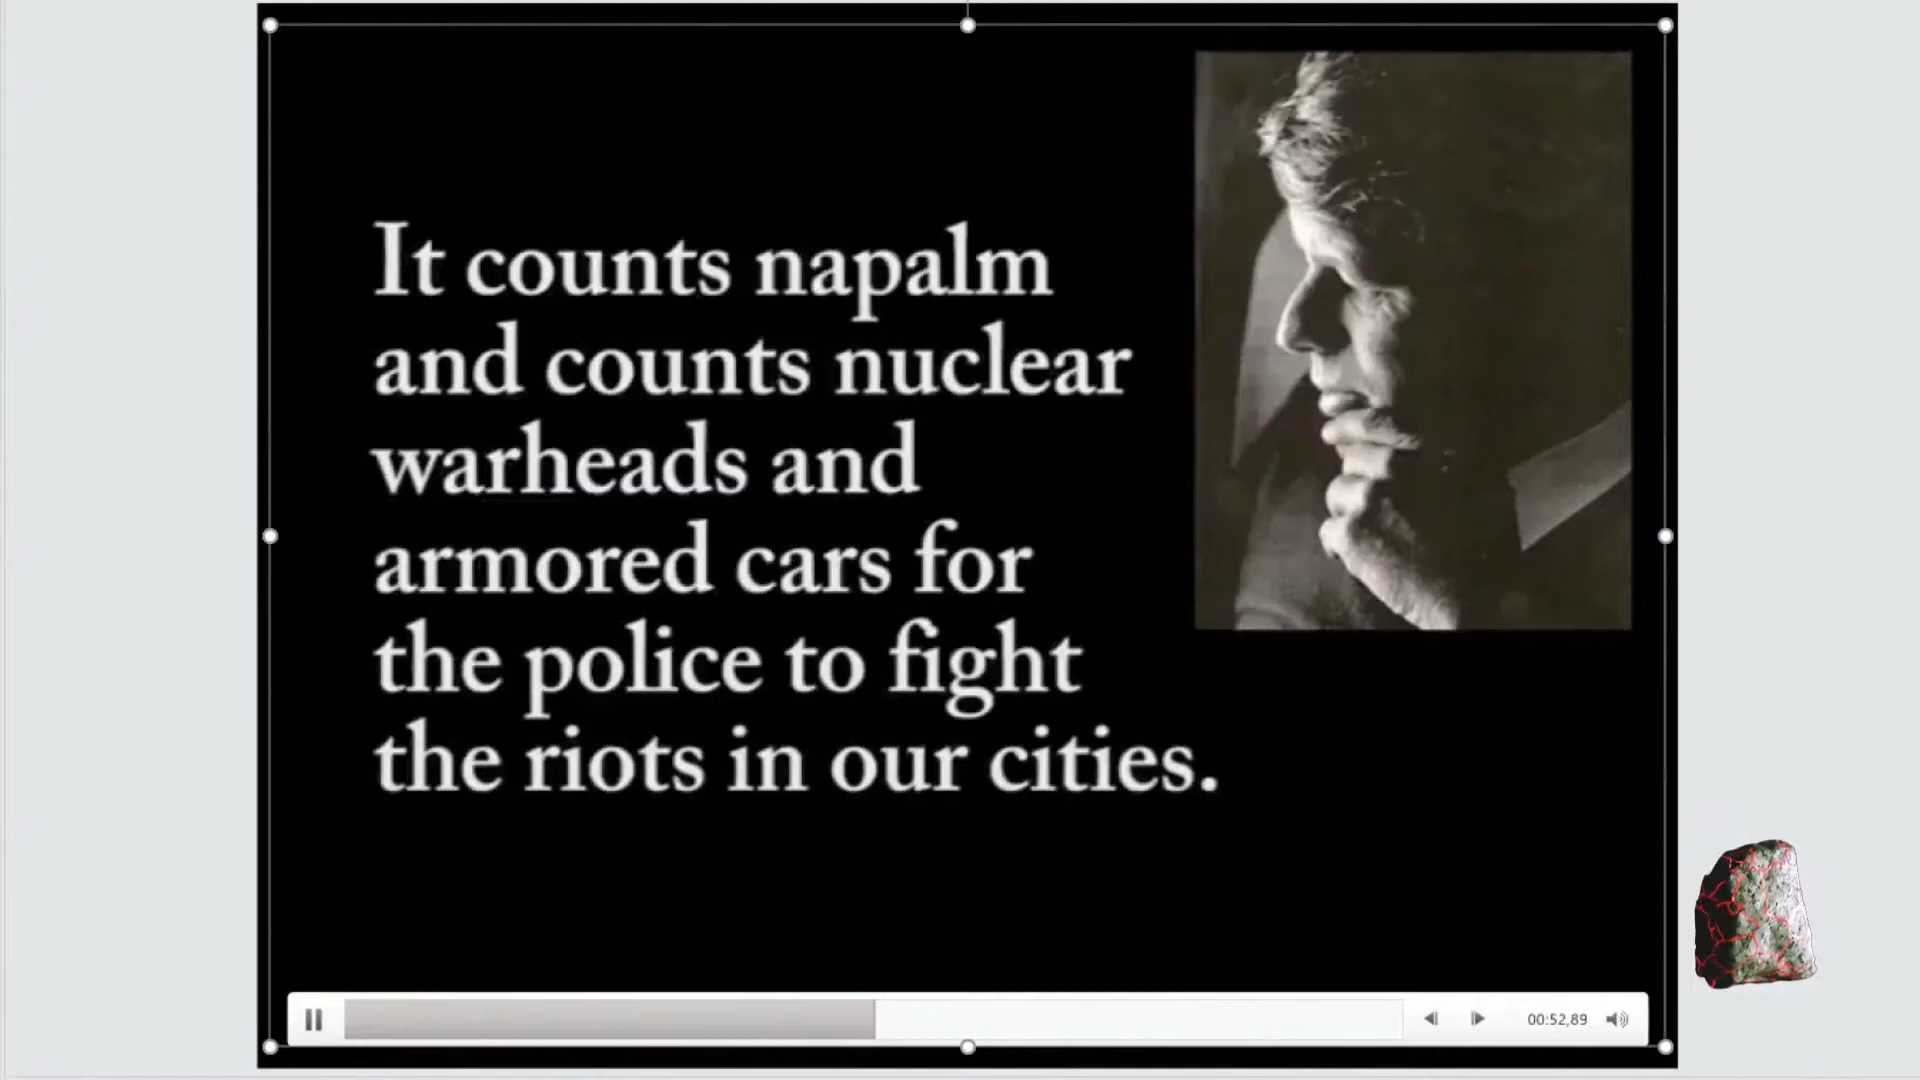 It counts napalm
and counts nuclear
warheads and
armored cars for
the police to fight
the riots in our cities.
00:52,89